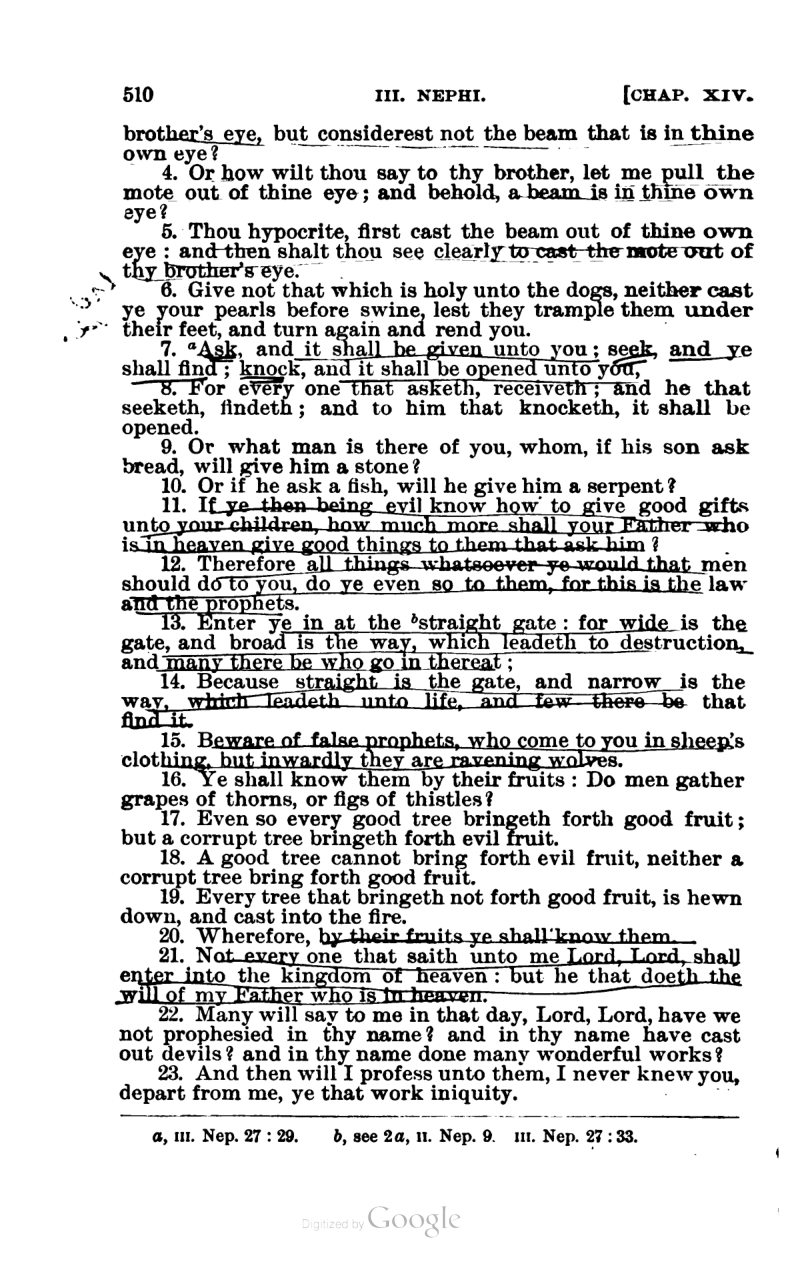 510 III. NEPHI. [CHAP. XIV.
brother's eye, but considerest not the beam that is in thine
own eye?
4. Or how wilt thou say to thy brother, let me pull the
mote out of thine eye; and behold, a beam is in thine own
eye?
5. Thou hypocrite, first cast the beam out of thine own
eye: and then shalt thou see clearly to cast the mote out of
thy brother's eye.
6. Give not that which is holy unto the dogs, neither cast
ye your pearls before swine, lest they trample them under
their feet, and turn again and rend you.
7. ᵃAsk, and it shall be given unto you; seek, and ye
shall find; knock, and it shall be opened unto you,
8. For every one that asketh, receiveth; and he that
seeketh, findeth; and to him that knocketh, it shall be
opened.
9. Or what man is there of you, whom, if his son ask
bread, will give him a stone?
10. Or if he ask a fish, will he give him a serpent?
11. If ye then being evil know how to give good gifts
unto your children, how much more shall your Father who
is in heaven give good things to them that ask him?
12. Therefore all things whatsoever ye would that men
should do to you, do ye even so to them, for this is the law
and the prophets.
13. Enter ye in at the ᵇstraight gate: for wide is the
gate, and broad is the way, which leadeth to destruction,
and many there be who go in thereat;
14. Because straight is the gate, and narrow is the
way, which leadeth unto life, and few there be that
find it.
15. Beware of false prophets, who come to you in sheep's
clothing, but inwardly they are ravening wolves.
16. Ye shall know them by their fruits: Do men gather
grapes of thorns, or figs of thistles?
17. Even so every good tree bringeth forth good fruit;
but a corrupt tree bringeth forth evil fruit.
18. A good tree cannot bring forth evil fruit, neither a
corrupt tree bring forth good fruit.
19. Every tree that bringeth not forth good fruit, is hewn
down, and cast into the fire.
20. Wherefore, by their fruits ye shall know them.
21. Not every one that saith unto me Lord, Lord, shall
enter into the kingdom of heaven: but he that doeth the
will of my Father who is in heaven.
22. Many will say to me in that day, Lord, Lord, have we
not prophesied in thy name? and in thy name have cast
out devils? and in thy name done many wonderful works?
23. And then will I profess unto them, I never knew you,
depart from me, ye that work iniquity.
a, III. Nep. 27:29. b, see 2a, II. Nep. 9. III. Nep. 27:33.
Digitized by Google